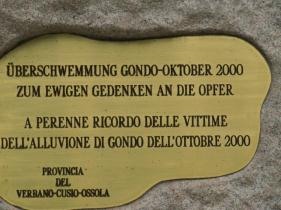 ÜBERSCHWEMMUNG GONDO-OKTOBER 2000
ZUM EWIGEN GEDENKEN AN DIE OPFER
A PERENNE RICORDO DELLE VITTIME
DELL'ALLUVIONE DI GONDO DELL'OTTOBRE 2000
PROVINCIA
DEL
VERBANO-CUSIO-OSSOLA